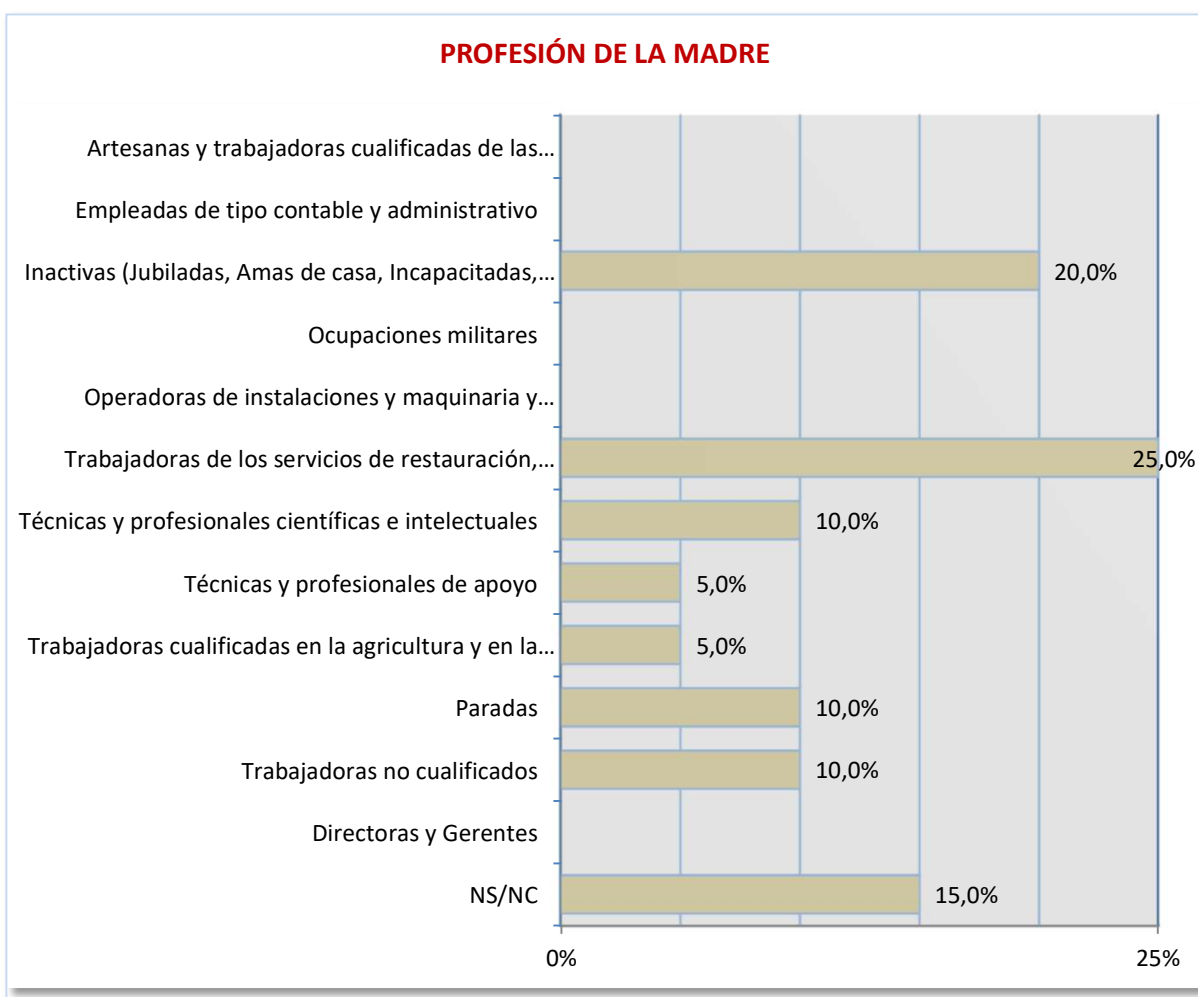 PROFESIÓN DE LA MADRE
Artesanas y trabajadoras cualificadas de las...
Empleadas de tipo contable y administrativo
Inactivas (Jubiladas, Amas de casa, Incapacitadas,... 20,0%
Ocupaciones militares
Operadoras de instalaciones y maquinaria y...
Trabajadoras de los servicios de restauración,... 25,0%
Técnicas y profesionales científicas e intelectuales 10,0%
Técnicas y profesionales de apoyo 5,0%
Trabajadoras cualificadas en la agricultura y en la... 5,0%
Paradas 10,0%
Trabajadoras no cualificados 10,0%
Directoras y Gerentes
NS/NC 15,0%
0% 25%